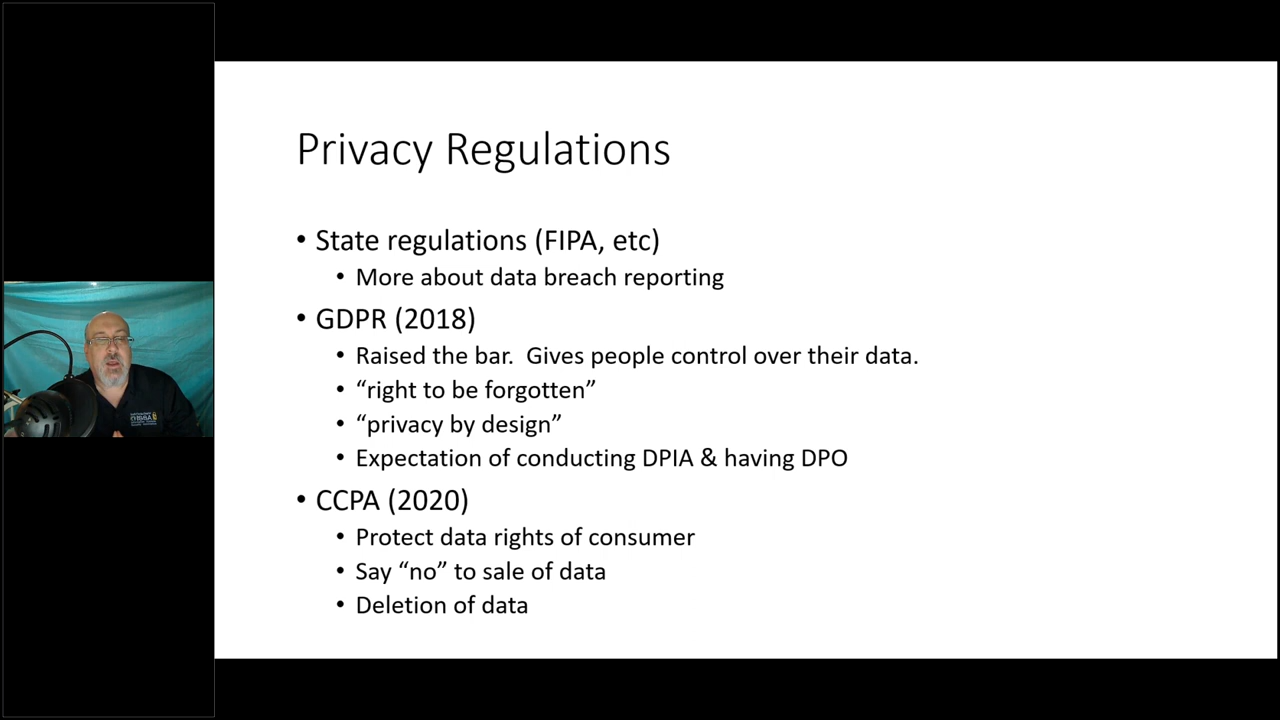 Privacy Regulations
• State regulations (FIPA, etc)
• More about data breach reporting
• GDPR (2018)
• Raised the bar.  Gives people control over their data.
• “right to be forgotten”
• “privacy by design”
• Expectation of conducting DPIA & having DPO
• CCPA (2020)
• Protect data rights of consumer
• Say “no” to sale of data
• Deletion of data